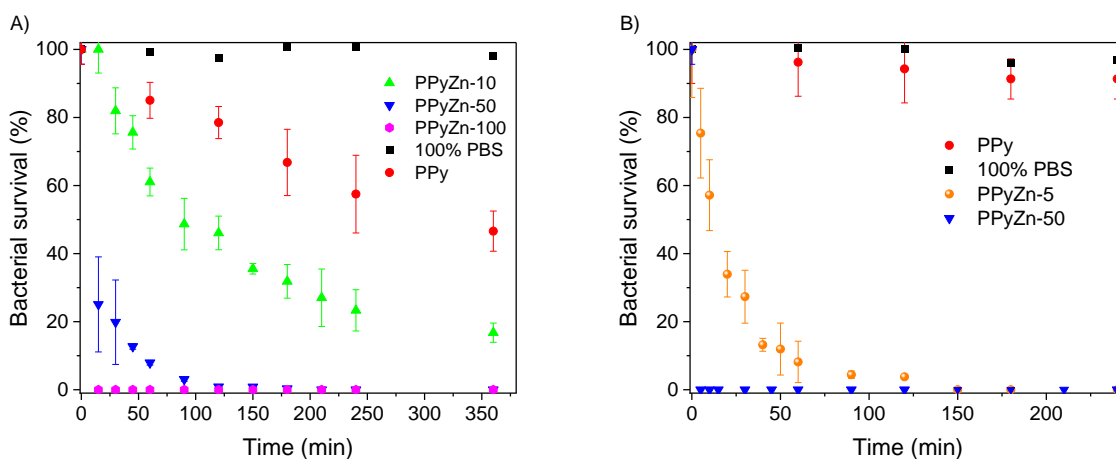 A)
Bacterial survival (%)
100
80
60
40
20
0
PPyZn-10
PPyZn-50
PPyZn-100
100% PBS
PPy
0 50 100 150 200 250 300 350
Time (min)
B)
Bacterial survival (%)
100
80
60
40
20
0
PPy
100% PBS
PPyZn-5
PPyZn-50
0 50 100 150 200
Time (min)